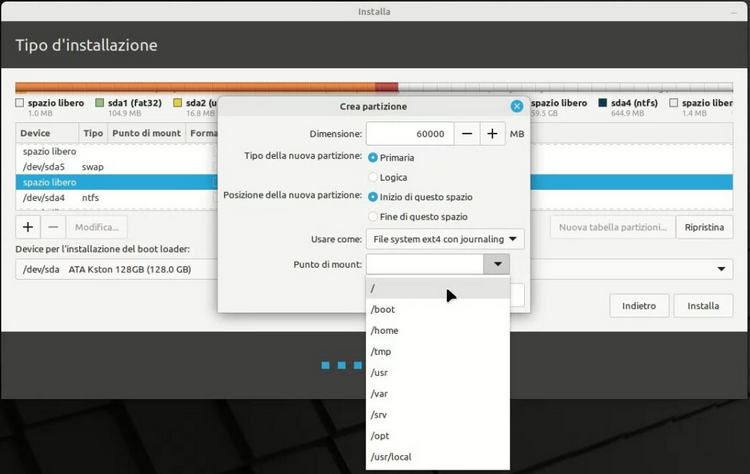 Installa
Tipo d'installazione
spazio libero sda1 (fat32) sda2 (u spazio libero sda4 (ntfs) spazio liber
1.0 MB 104.9 MB 16.8 MB 59.5 GB 644.9 MB 1.4 MB
Device Tipo Punto di mount Forma
spazio libero
/dev/sda5 swap
spazio libero
/dev/sda4 ntfs
+ − Modifica... Nuova tabella partizioni... Ripristina
Device per l'installazione del boot loader:
/dev/sda ATA Kston 128GB (128.0 GB)
Indietro Installa
Crea partizione
Dimensione: 60000 − + MB
Tipo della nuova partizione: Primaria
Logica
Posizione della nuova partizione: Inizio di questo spazio
Fine di questo spazio
Usare come: File system ext4 con journaling
Punto di mount:
/
/boot
/home
/tmp
/usr
/var
/srv
/opt
/usr/local